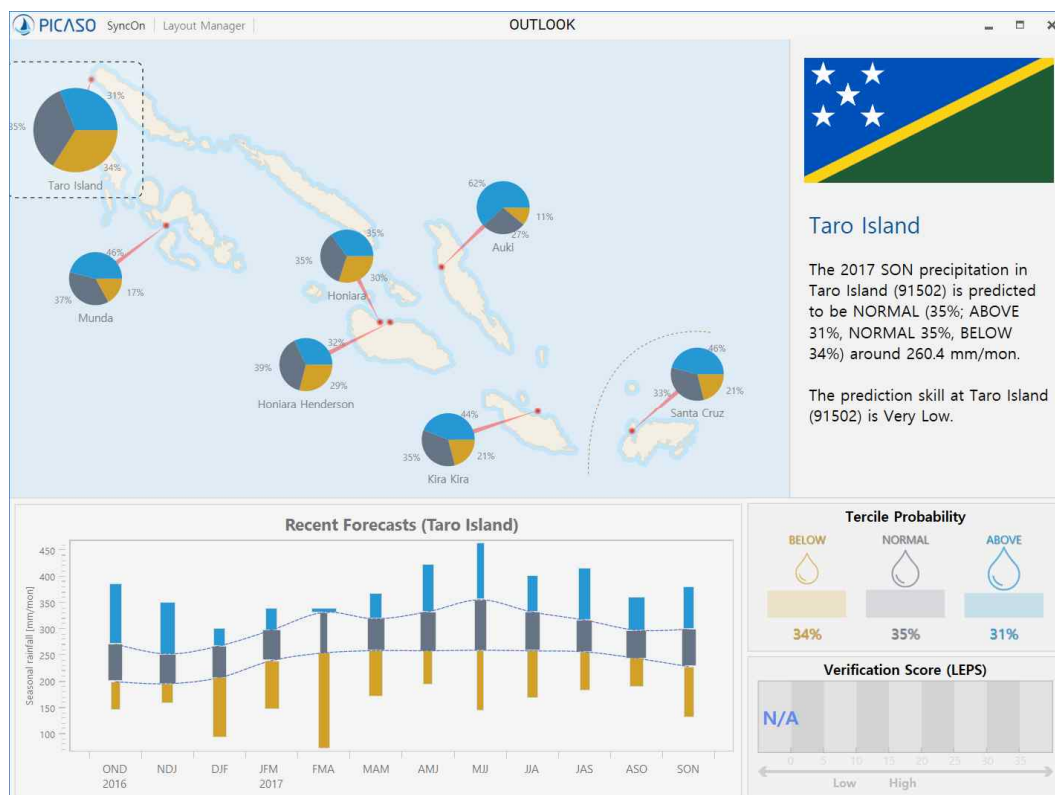 PICASO SyncOn Layout Manager OUTLOOK
31%
35%
34%
Taro Island
62%
11%
27%
Auki
46%
37%
17%
Munda
35%
35%
30%
Honiara
32%
39%
29%
Honiara Henderson
46%
33%
21%
Santa Cruz
44%
35%
21%
Kira Kira
Taro Island
The 2017 SON precipitation in
Taro Island (91502) is predicted
to be NORMAL (35%; ABOVE
31%, NORMAL 35%, BELOW
34%) around 260.4 mm/mon.
The prediction skill at Taro Island
(91502) is Very Low.
Recent Forecasts (Taro Island)
Seasonal rainfall [mm/mon]
450
400
350
300
250
200
150
100
OND NDJ DJF JFM FMA MAM AMJ MJJ JJA JAS ASO SON
2016 2017
Tercile Probability
BELOW NORMAL ABOVE
34% 35% 31%
Verification Score (LEPS)
N/A
0 5 10 15 20 25 30 35
Low High